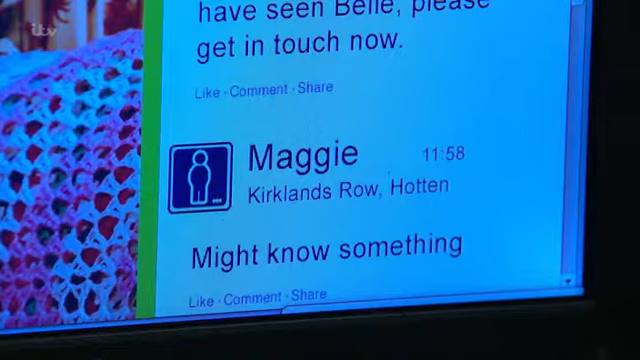 itv
have seen Belle, please
get in touch now.
Like · Comment · Share
Maggie 11:58
Kirklands Row, Hotten
Might know something
Like · Comment · Share